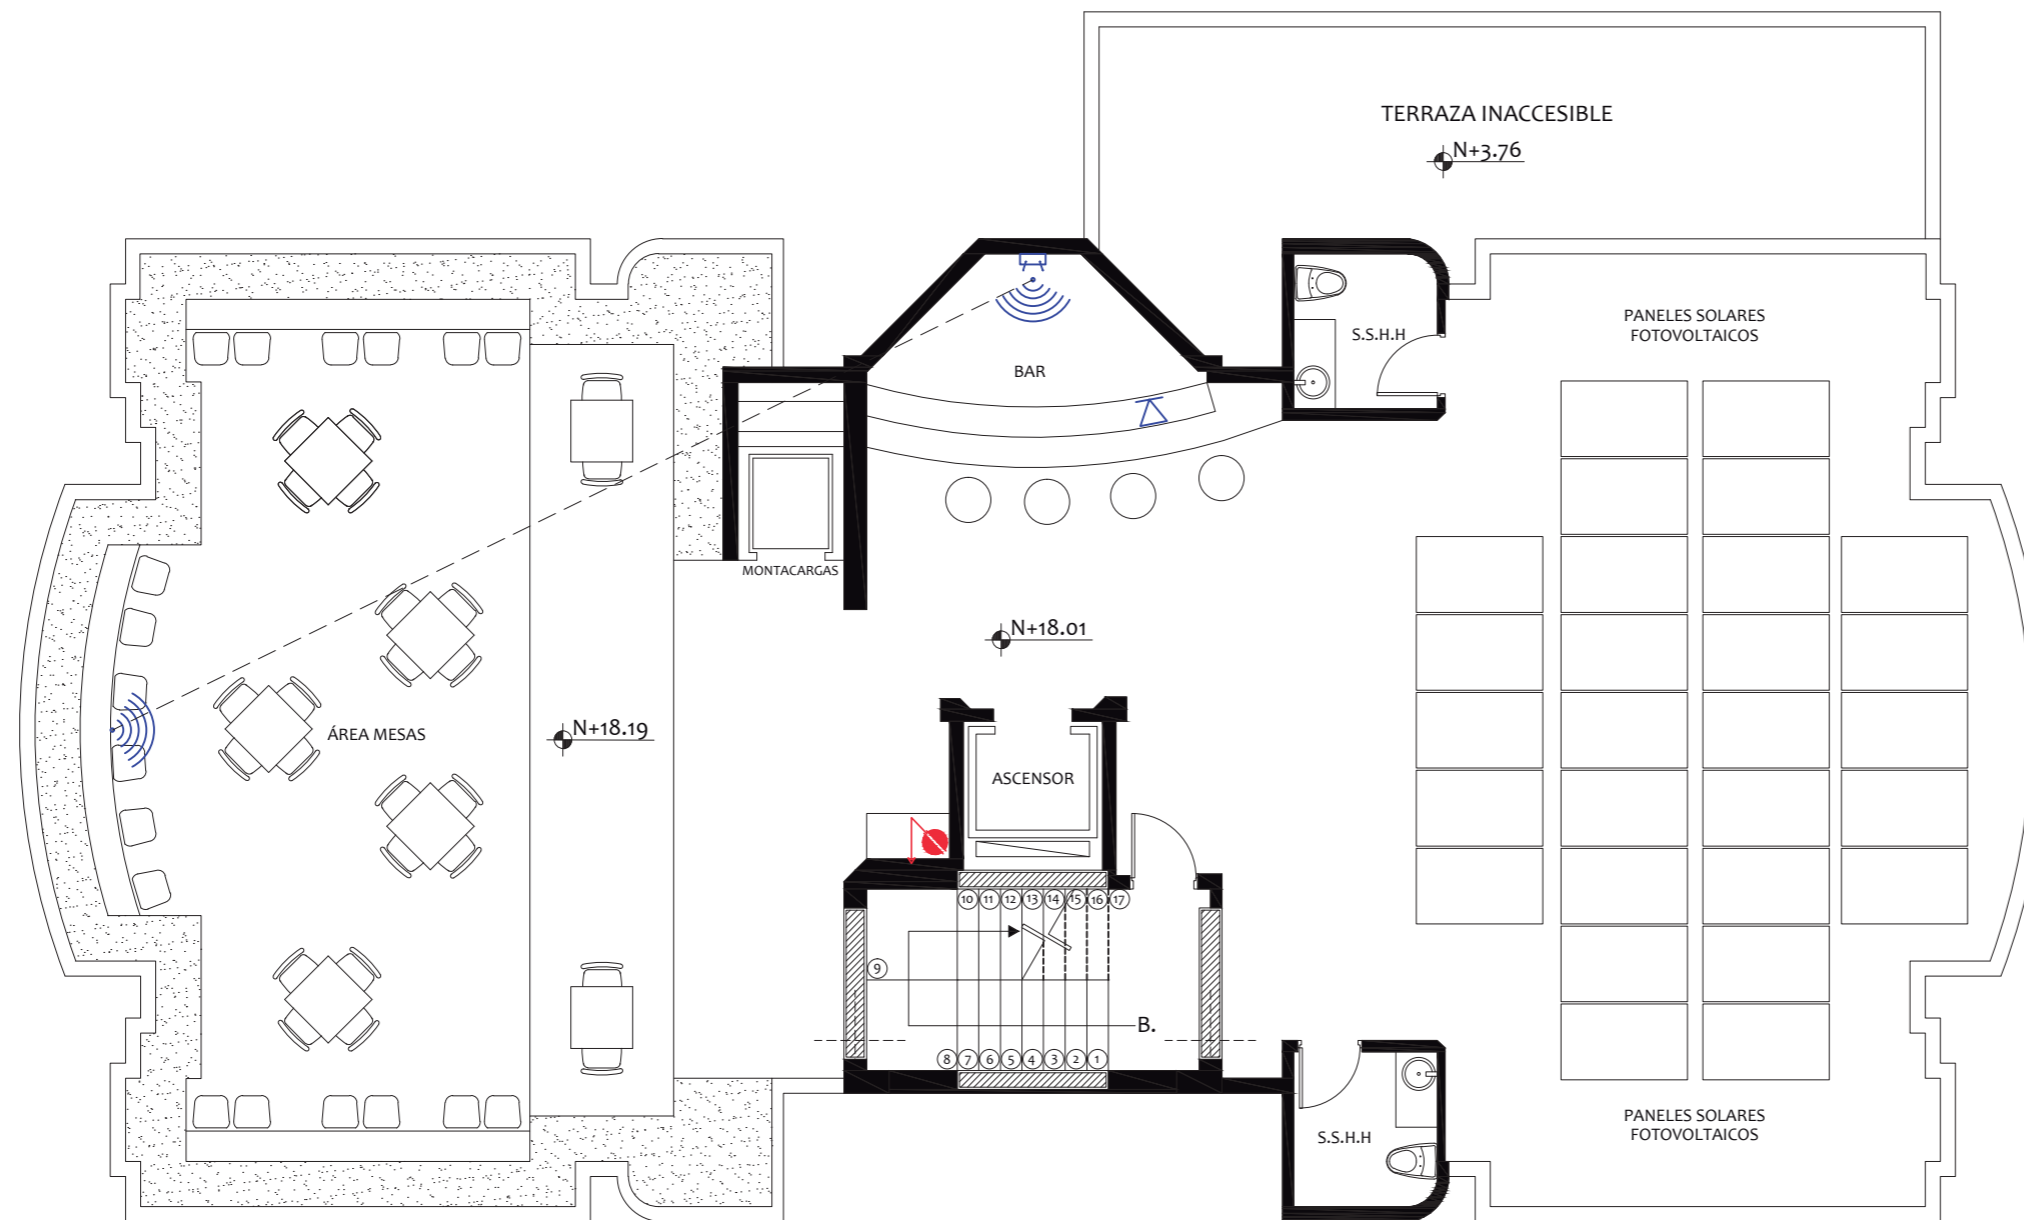 TERRAZA INACCESIBLE
N+3.76
PANELES SOLARES
FOTOVOLTAICOS
S.S.H.H
BAR
MONTACARGAS
N+18.01
ÁREA MESAS
N+18.19
ASCENSOR
10 11 12 13 14 15 16 17
9
B.
8 7 6 5 4 3 2 1
PANELES SOLARES
FOTOVOLTAICOS
S.S.H.H